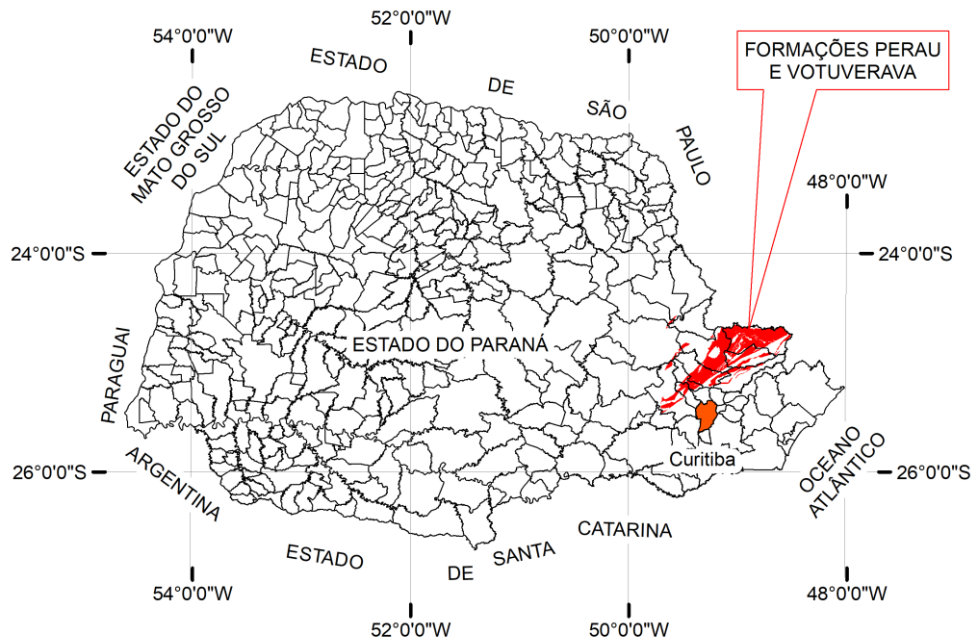 52°0'0"W
54°0'0"W
50°0'0"W
FORMAÇÕES PERAU
E VOTUVERAVA
ESTADO
DE
SÃO
PAULO
ESTADO DO
MATO GROSSO
DO SUL
48°0'0"W
24°0'0"S
24°0'0"S
ESTADO DO PARANÁ
PARAGUAI
Curitiba
OCEANO
ATLÂNTICO
26°0'0"S
26°0'0"S
ARGENTINA
ESTADO
DE
SANTA
CATARINA
54°0'0"W
48°0'0"W
52°0'0"W
50°0'0"W